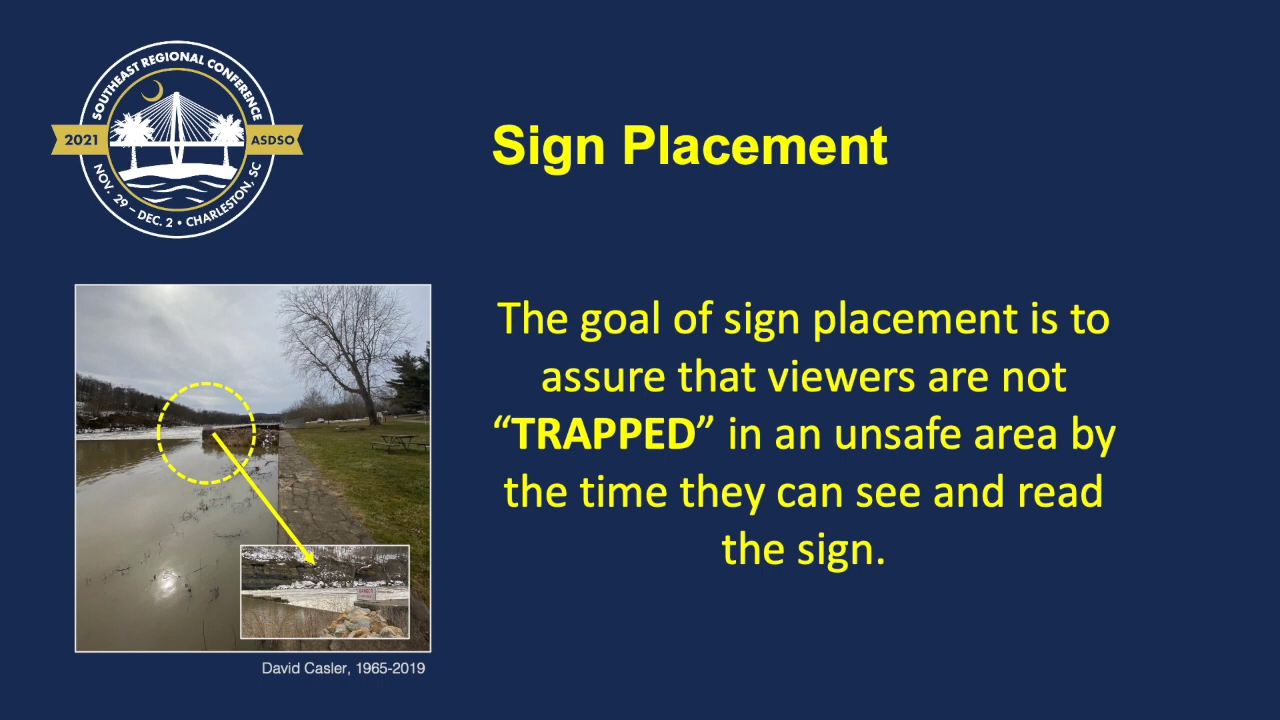 SOUTHEAST REGIONAL CONFERENCE
2021
ASDSO
NOV. 29 – DEC. 2 • CHARLESTON, SC
Sign Placement
The goal of sign placement is to
assure that viewers are not
“TRAPPED” in an unsafe area by
the time they can see and read
the sign.
DANGER
David Casler, 1965-2019